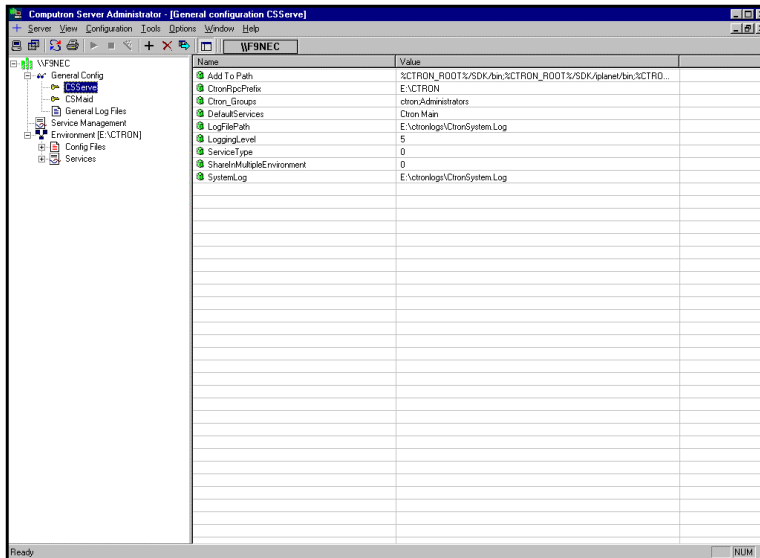 Computron Server Administrator - [General configuration CSServe]
Server View Configuration Tools Options Window Help
\\F9NEC
\\F9NEC
General Config
CSServe
CSMaid
General Log Files
Service Management
Environment [E:\CTRON]
Config Files
Services
Name Value
Add To Path %CTRON_ROOT%/SDK/bin;%CTRON_ROOT%/SDK/iplanet/bin;%CTRO...
CtronRpcPrefix E:\CTRON
Ctron_Groups ctron;Administrators
DefaultServices Ctron Main
LogFilePath E:\ctronlogs\CtronSystem.Log
LoggingLevel 5
ServiceType 0
ShareInMultipleEnvironment 0
SystemLog E:\ctronlogs\CtronSystem.Log
Ready NUM